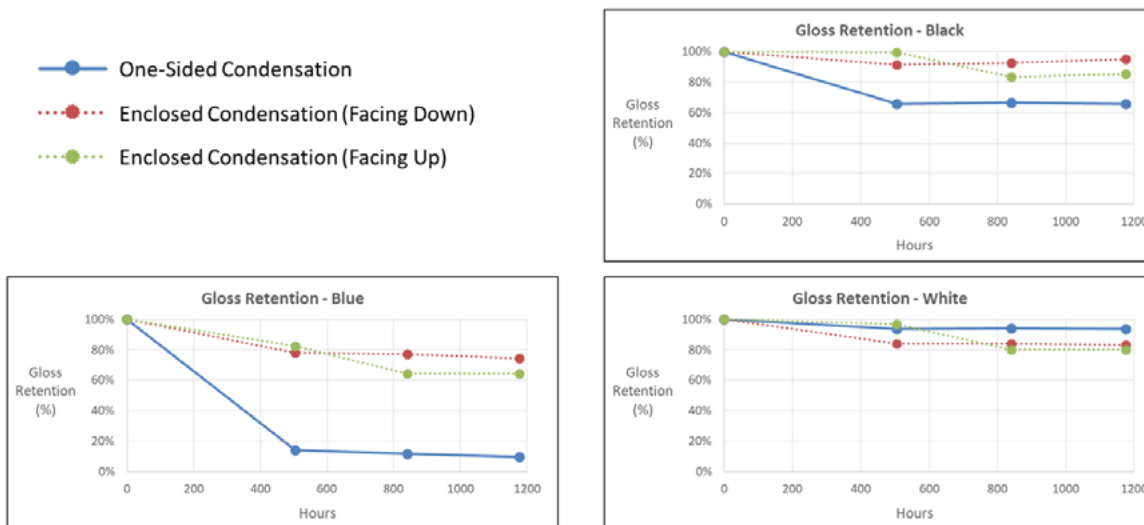 One-Sided Condensation
Enclosed Condensation (Facing Down)
Enclosed Condensation (Facing Up)
Gloss Retention - Black
Gloss
Retention
(%)
100%
80%
60%
40%
20%
0%
0 200 400 600 800 1000 1200
Hours
Gloss Retention - Blue
Gloss
Retention
(%)
100%
80%
60%
40%
20%
0%
0 200 400 600 800 1000 1200
Hours
Gloss Retention - White
Gloss
Retention
(%)
100%
80%
60%
40%
20%
0%
0 200 400 600 800 1000 1200
Hours